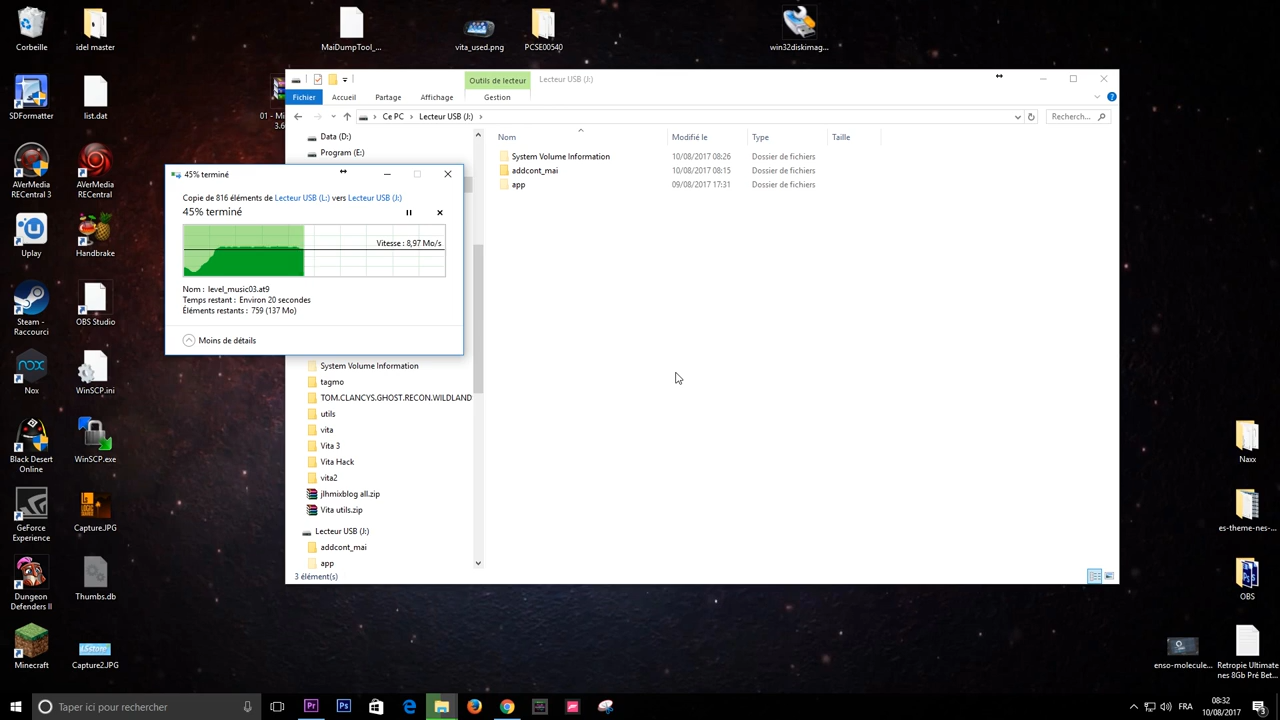 Corbeille
idel master
MaiDumpTool_...
vita_used.png
PCSE00540
win32diskimag...
SDFormatter
list.dat
01 - Mi
3.6
AVerMedia
RECentral 3
AVerMedia
RECentral
Uplay
Handbrake
Steam -
Raccourci
OBS Studio
Nox
WinSCP.ini
Black Desert
Online
WinSCP.exe
GeForce
Experience
Capture.JPG
Dungeon
Defenders II
Thumbs.db
Minecraft
Capture2.JPG
Outils de lecteur
Lecteur USB (J:)
Fichier
Accueil
Partage
Affichage
Gestion
Ce PC
Lecteur USB (J:)
Recherch...
Data (D:)
Program (E:)
Nom
Modifié le
Type
Taille
System Volume Information
10/08/2017 08:26
Dossier de fichiers
addcont_mai
10/08/2017 08:15
Dossier de fichiers
app
09/08/2017 17:31
Dossier de fichiers
45% terminé
Copie de 816 éléments de Lecteur USB (L:) vers Lecteur USB (J:)
45% terminé
Vitesse : 8,97 Mo/s
Nom : level_music03.at9
Temps restant : Environ 20 secondes
Éléments restants : 759 (137 Mo)
Moins de détails
System Volume Information
tagmo
TOM.CLANCYS.GHOST.RECON.WILDLAND
utils
vita
Vita 3
Vita Hack
vita2
jlhmixblog all.zip
Vita utils.zip
Lecteur USB (J:)
addcont_mai
app
3 élément(s)
Naxx
es-theme-nes-...
OBS
enso-molecule...
Retropie Ultimate
nes 8Gb Pré Bet...
Taper ici pour rechercher
FRA
08:32
10/08/2017
3